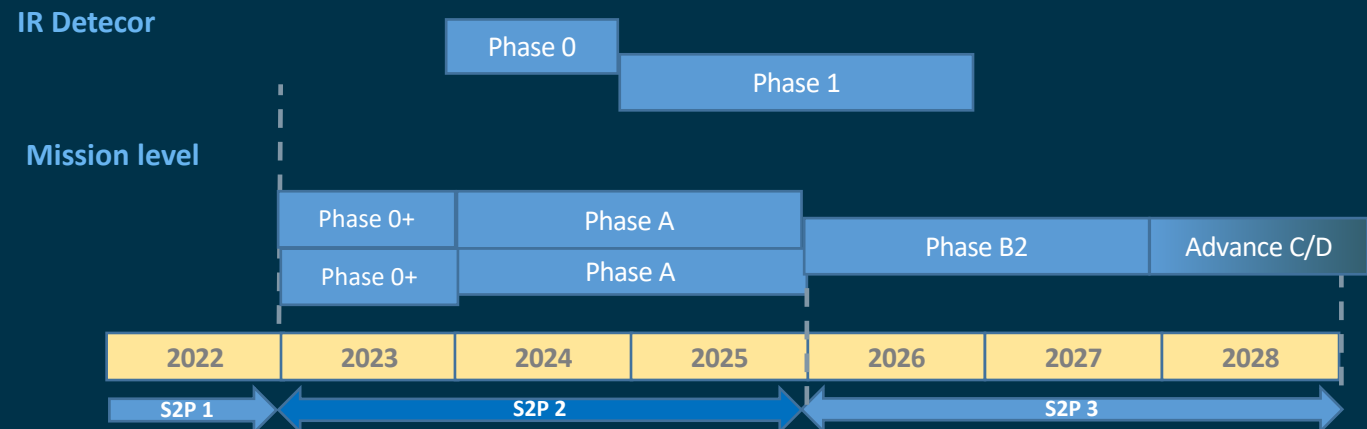 IR Detecor
Phase 0
Phase 1
Mission level
Phase 0+
Phase A
Phase 0+
Phase A
Phase B2
Advance C/D
2022
2023
2024
2025
2026
2027
2028
S2P 1
S2P 2
S2P 3